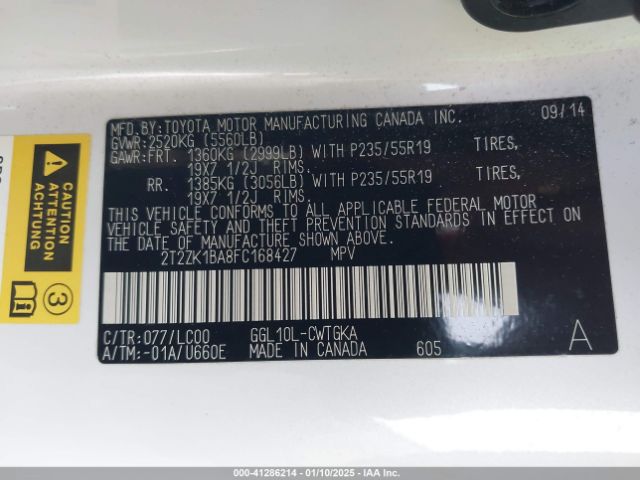 MFD. BY: TOYOTA MOTOR MANUFACTURING CANADA INC. 09/14
GVWR: 2520KG (5560LB)
GAWR: FRT. 1360KG (2999LB) WITH P235/55R19 TIRES,
19X7 1/2J RIMS.
RR. 1385KG (3056LB) WITH P235/55R19 TIRES,
19X7 1/2J RIMS.
THIS VEHICLE CONFORMS TO ALL APPLICABLE FEDERAL MOTOR
VEHICLE SAFETY AND THEFT PREVENTION STANDARDS IN EFFECT ON
THE DATE OF MANUFACTURE SHOWN ABOVE.
2T2ZK1BA8FC168427 MPV
C/TR: 077/LC00 GGL10L-CWTGKA
A/TM: -01A/U660E MADE IN CANADA 605 A
CAUTION
ATTENTION
ACHTUNG
3
000-41286214 - 01/10/2025 - IAA Inc.